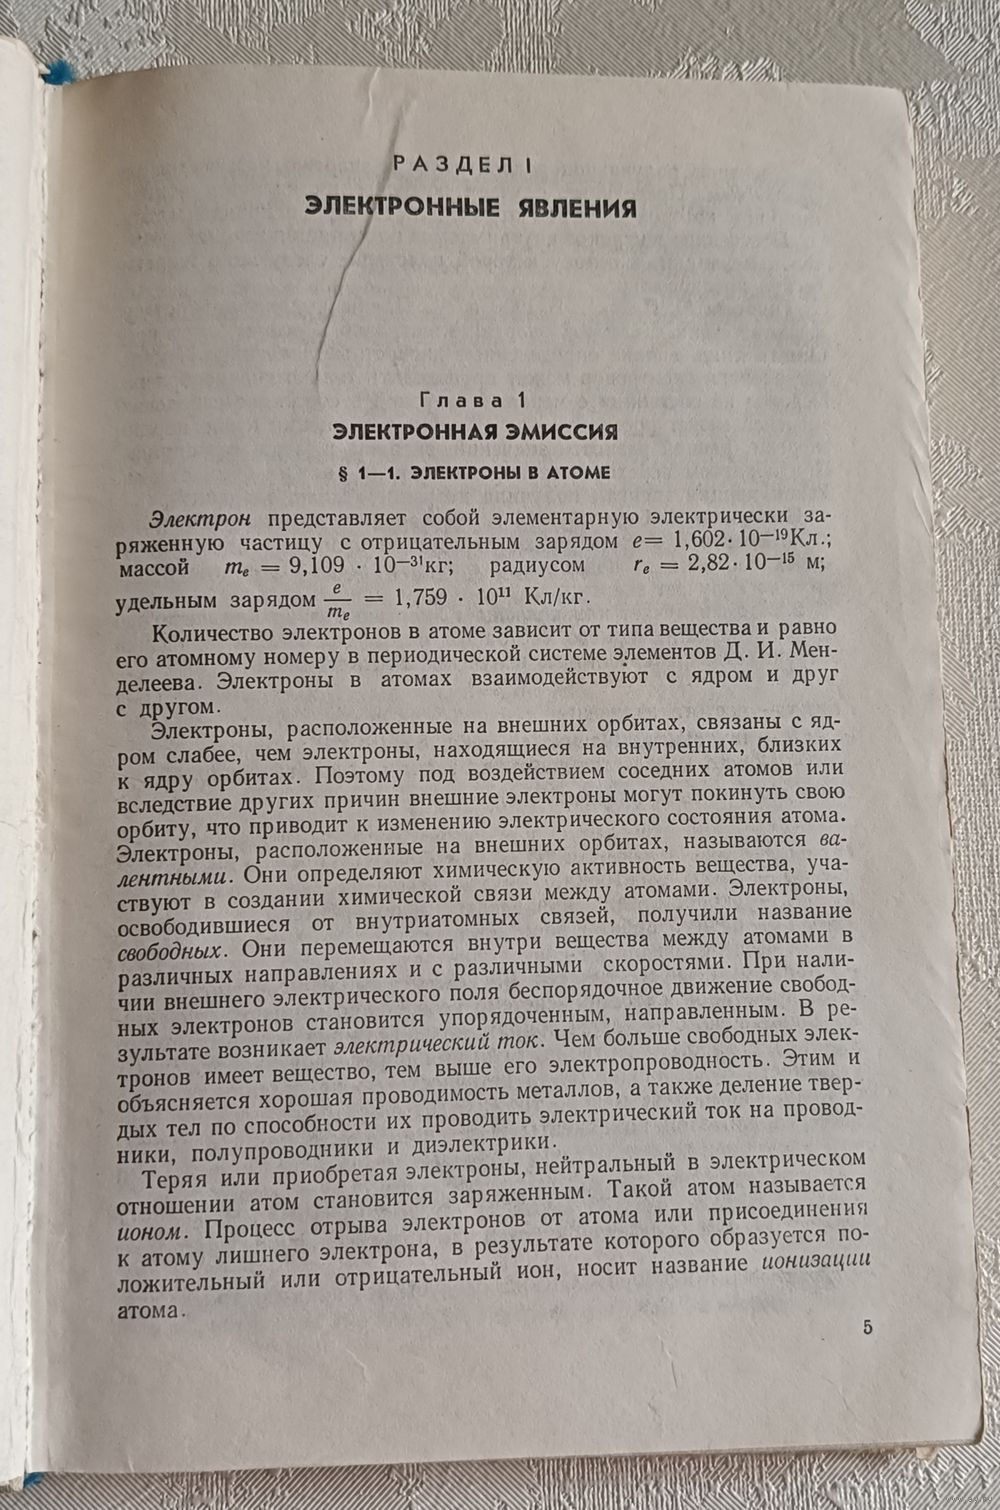 РАЗДЕЛ I
ЭЛЕКТРОННЫЕ ЯВЛЕНИЯ
Глава 1
ЭЛЕКТРОННАЯ ЭМИССИЯ
§ 1—1. ЭЛЕКТРОНЫ В АТОМЕ
Электрон представляет собой элементарную электрически за-
ряженную частицу с отрицательным зарядом e= 1,602·10—¹⁹Кл.;
массой mₑ = 9,109 · 10—³¹кг; радиусом rₑ = 2,82·10—¹⁵ м;
удельным зарядом e/mₑ = 1,759 · 10¹¹ Кл/кг.
Количество электронов в атоме зависит от типа вещества и равно
его атомному номеру в периодической системе элементов Д. И. Мен-
делеева. Электроны в атомах взаимодействуют с ядром и друг
с другом.
Электроны, расположенные на внешних орбитах, связаны с яд-
ром слабее, чем электроны, находящиеся на внутренних, близких
к ядру орбитах. Поэтому под воздействием соседних атомов или
вследствие других причин внешние электроны могут покинуть свою
орбиту, что приводит к изменению электрического состояния атома.
Электроны, расположенные на внешних орбитах, называются ва-
лентными. Они определяют химическую активность вещества, уча-
ствуют в создании химической связи между атомами. Электроны,
освободившиеся от внутриатомных связей, получили название
свободных. Они перемещаются внутри вещества между атомами в
различных направлениях и с различными скоростями. При нали-
чии внешнего электрического поля беспорядочное движение свобод-
ных электронов становится упорядоченным, направленным. В ре-
зультате возникает электрический ток. Чем больше свободных элек-
тронов имеет вещество, тем выше его электропроводность. Этим и
объясняется хорошая проводимость металлов, а также деление твер-
дых тел по способности их проводить электрический ток на провод-
ники, полупроводники и диэлектрики.
Теряя или приобретая электроны, нейтральный в электрическом
отношении атом становится заряженным. Такой атом называется
ионом. Процесс отрыва электронов от атома или присоединения
к атому лишнего электрона, в результате которого образуется по-
ложительный или отрицательный ион, носит название ионизации
атома.
5